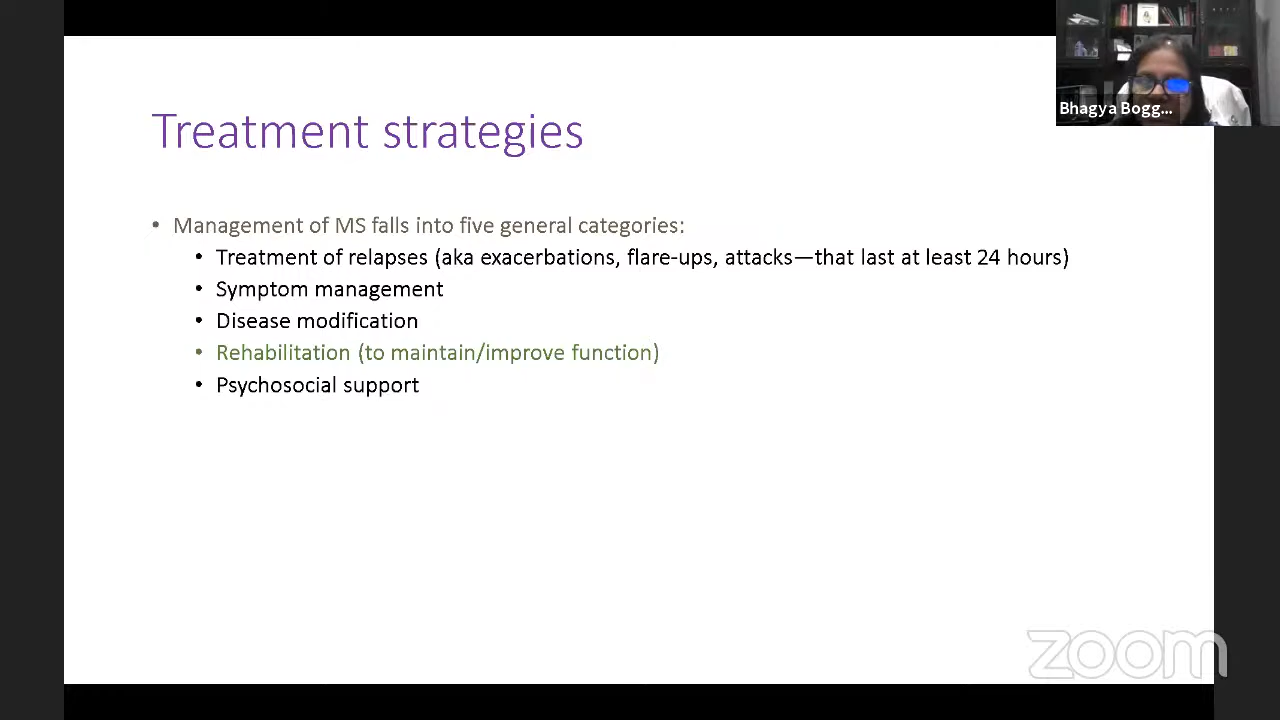 Bhagya Bogg...
Treatment strategies
• Management of MS falls into five general categories:
• Treatment of relapses (aka exacerbations, flare-ups, attacks—that last at least 24 hours)
• Symptom management
• Disease modification
• Rehabilitation (to maintain/improve function)
• Psychosocial support
zoom